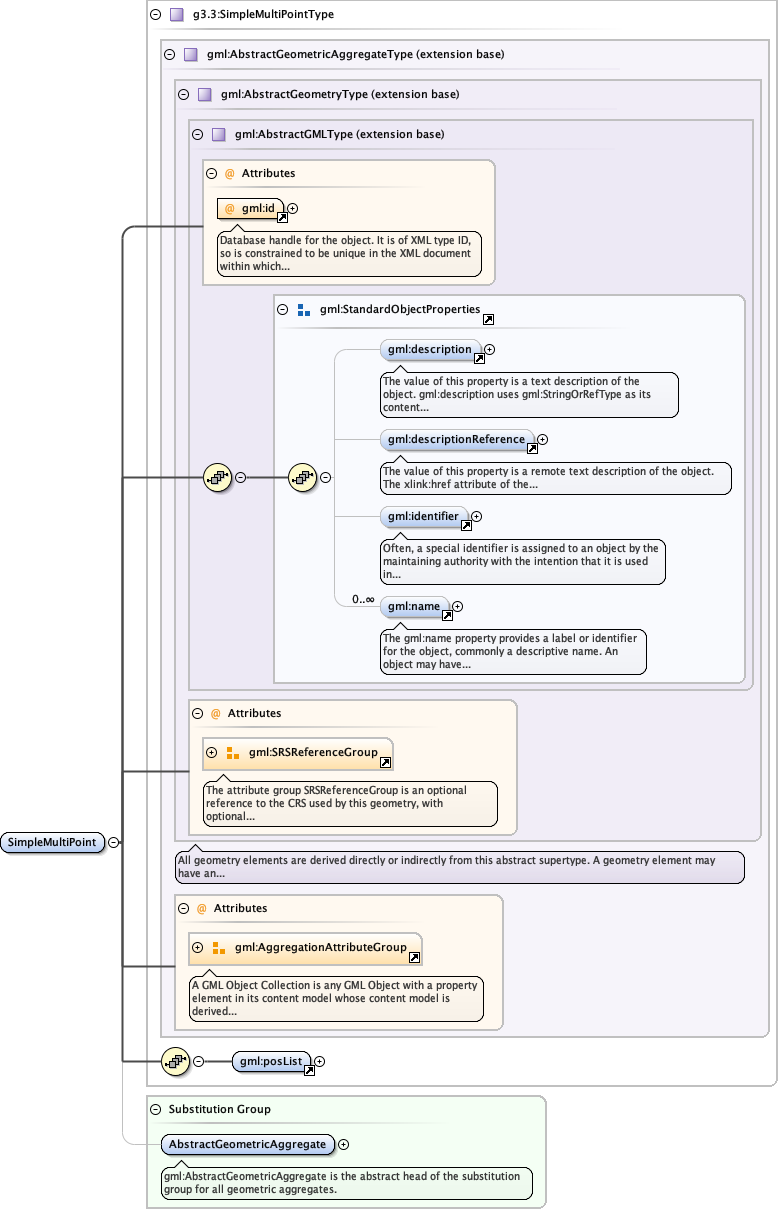 g3.3:SimpleMultiPointType
gml:AbstractGeometricAggregateType (extension base)
gml:AbstractGeometryType (extension base)
gml:AbstractGMLType (extension base)
@ Attributes
@ gml:id
Database handle for the object. It is of XML type ID,
so is constrained to be unique in the XML document
within which...
gml:StandardObjectProperties
gml:description
The value of this property is a text description of the
object. gml:description uses gml:StringOrRefType as its
content...
gml:descriptionReference
The value of this property is a remote text description of the object.
The xlink:href attribute of the...
gml:identifier
Often, a special identifier is assigned to an object by the
maintaining authority with the intention that it is used
in...
0..∞
gml:name
The gml:name property provides a label or identifier
for the object, commonly a descriptive name. An
object may have...
@ Attributes
gml:SRSReferenceGroup
The attribute group SRSReferenceGroup is an optional
reference to the CRS used by this geometry, with
optional...
SimpleMultiPoint
All geometry elements are derived directly or indirectly from this abstract supertype. A geometry element may
have an...
@ Attributes
gml:AggregationAttributeGroup
A GML Object Collection is any GML Object with a property
element in its content model whose content model is
derived...
gml:posList
Substitution Group
AbstractGeometricAggregate
gml:AbstractGeometricAggregate is the abstract head of the substitution
group for all geometric aggregates.